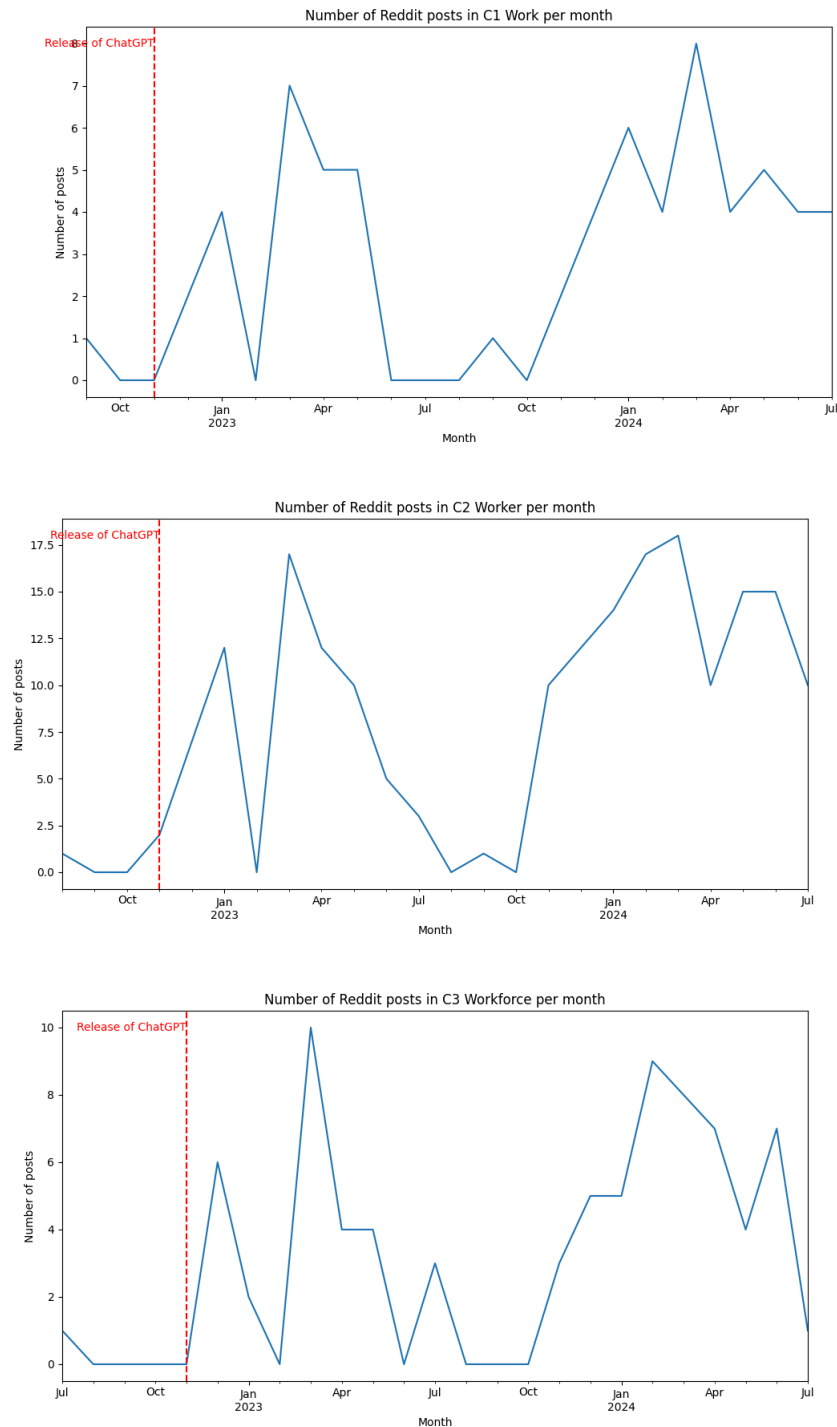 Number of Reddit posts in C1 Work per month
Release of ChatGPT
8
7
6
5
4
3
2
1
0
Number of posts
Oct
Jan
2023
Apr
Jul
Oct
Jan
2024
Apr
Jul
Month
Number of Reddit posts in C2 Worker per month
Release of ChatGPT
17.5
15.0
12.5
10.0
7.5
5.0
2.5
0.0
Number of posts
Oct
Jan
2023
Apr
Jul
Oct
Jan
2024
Apr
Jul
Month
Number of Reddit posts in C3 Workforce per month
Release of ChatGPT
10
8
6
4
2
0
Number of posts
Jul
Oct
Jan
2023
Apr
Jul
Oct
Jan
2024
Apr
Jul
Month